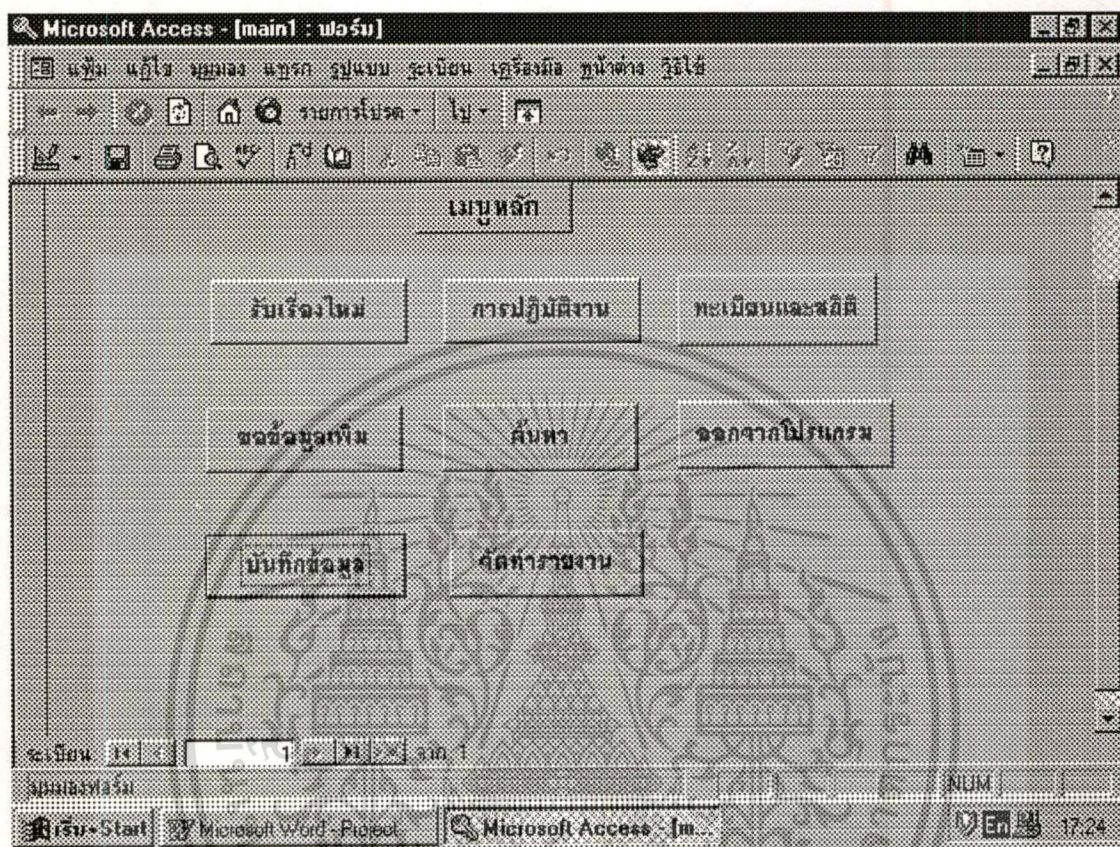 Microsoft Access - [main1 : ฟอร์ม]
แฟ้ม แก้ไข มุมมอง แทรก รูปแบบ ระเบียน เครื่องมือ หน้าต่าง วิธีใช้
รายการโปรด ไป
เมนูหลัก
รับเรื่องใหม่ การปฏิบัติงาน ทะเบียนและสถิติ
ขอข้อมูลเพิ่ม ค้นหา ออกจากโปรแกรม
บันทึกข้อมูล จัดทำรายงาน
ระเบียน 1 จาก 1
มุมมองฟอร์ม NUM
เริ่ม-Start Microsoft Word - Project Microsoft Access - [m... En 17:24